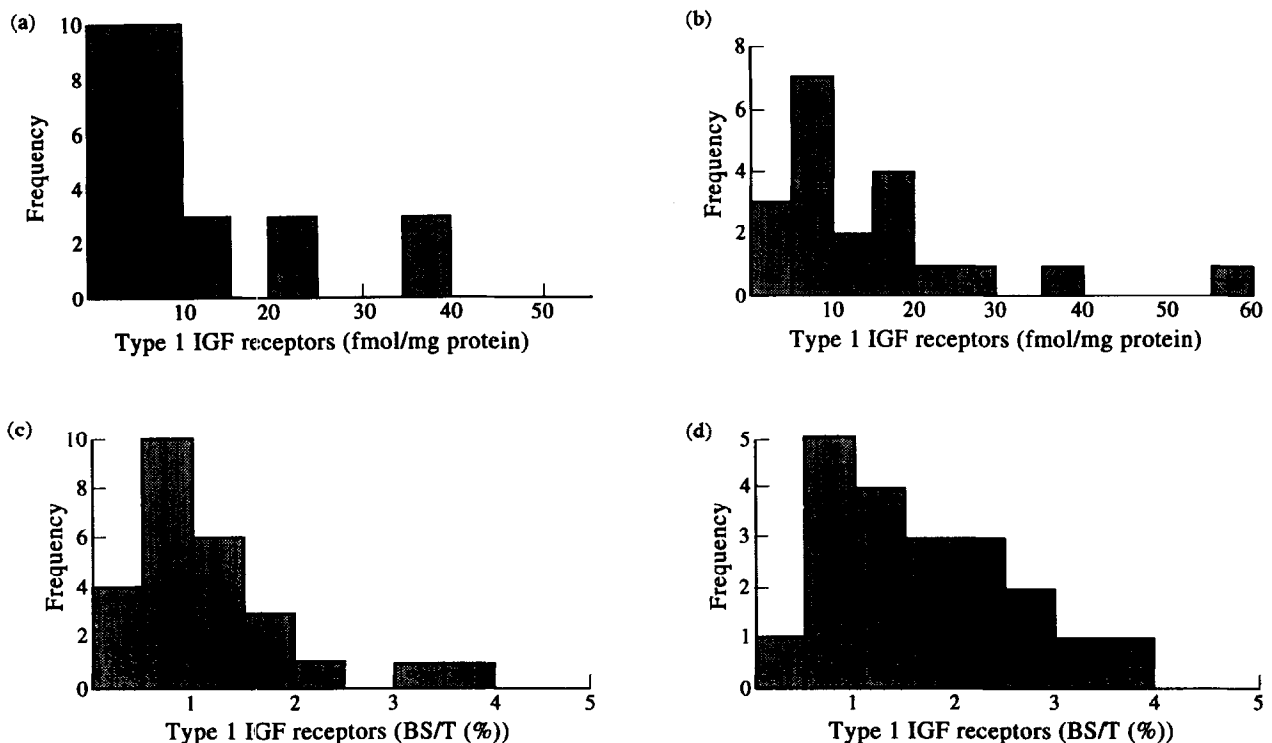 (a)
10
8
6
4
2
0
Frequency
10 20 30 40 50
Type 1 IGF receptors (fmol/mg protein)
(b)
8
6
4
2
0
Frequency
10 20 30 40 50 60
Type 1 IGF receptors (fmol/mg protein)
(c)
10
8
6
4
2
0
Frequency
1 2 3 4 5
Type 1 IGF receptors (BS/T (%))
(d)
5
4
3
2
1
0
Frequency
1 2 3 4 5
Type 1 IGF receptors (BS/T (%))